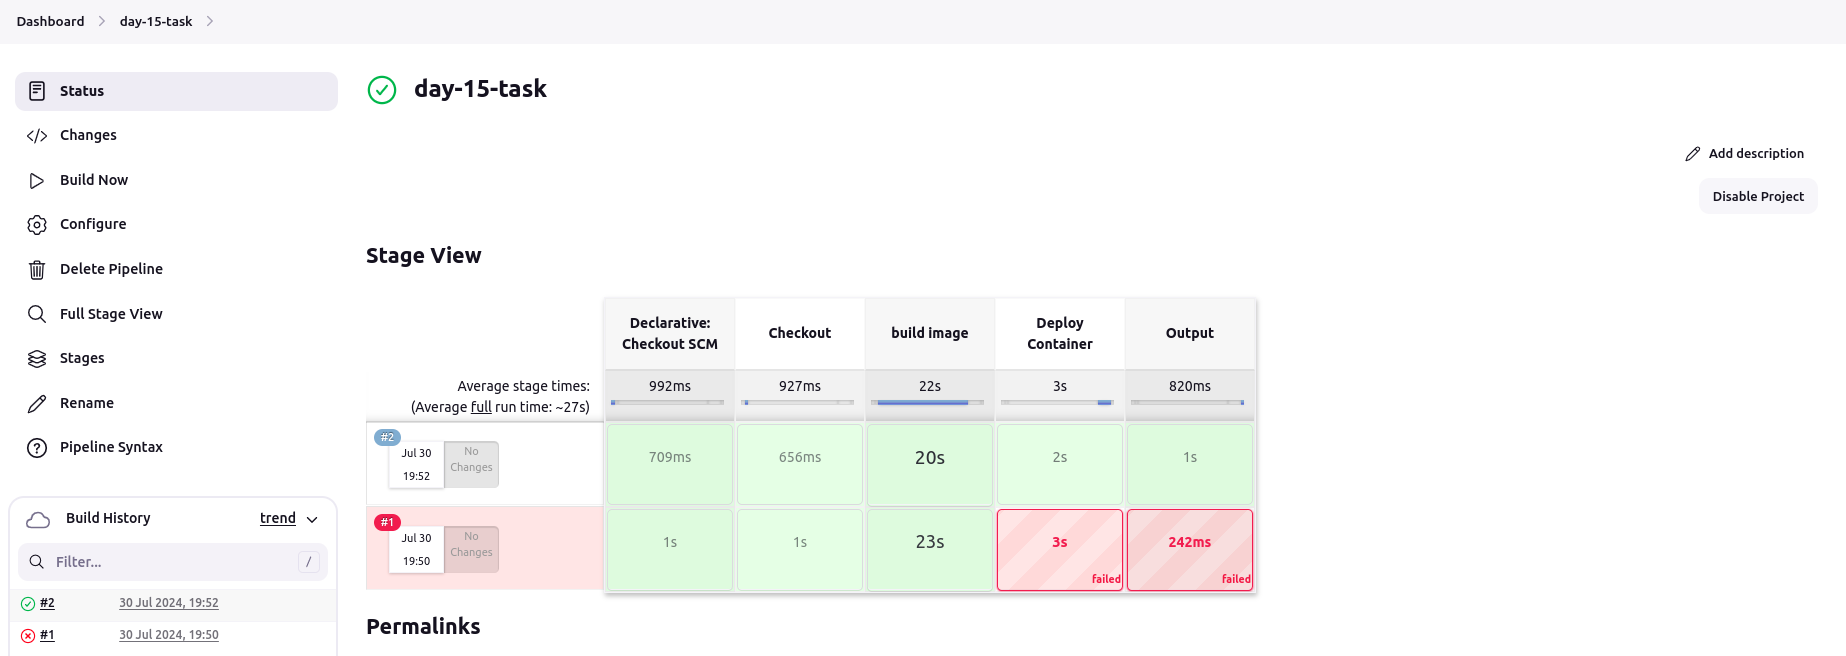 Dashboard > day-15-task >
Status
Changes
Build Now
Configure
Delete Pipeline
Full Stage View
Stages
Rename
Pipeline Syntax
Build History trend
Filter... /
#2 30 Jul 2024, 19:52
#1 30 Jul 2024, 19:50
day-15-task
Add description
Disable Project
Stage View
Declarative:
Checkout SCM
Checkout
build image
Deploy
Container
Output
Average stage times:
(Average full run time: ~27s)
992ms 927ms 22s 3s 820ms
#2
Jul 30
19:52
No
Changes
709ms 656ms 20s 2s 1s
#1
Jul 30
19:50
No
Changes
1s 1s 23s 3s 242ms
failed failed
Permalinks